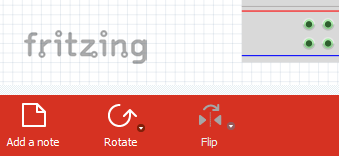 fritzing
Add a note
Rotate
Flip